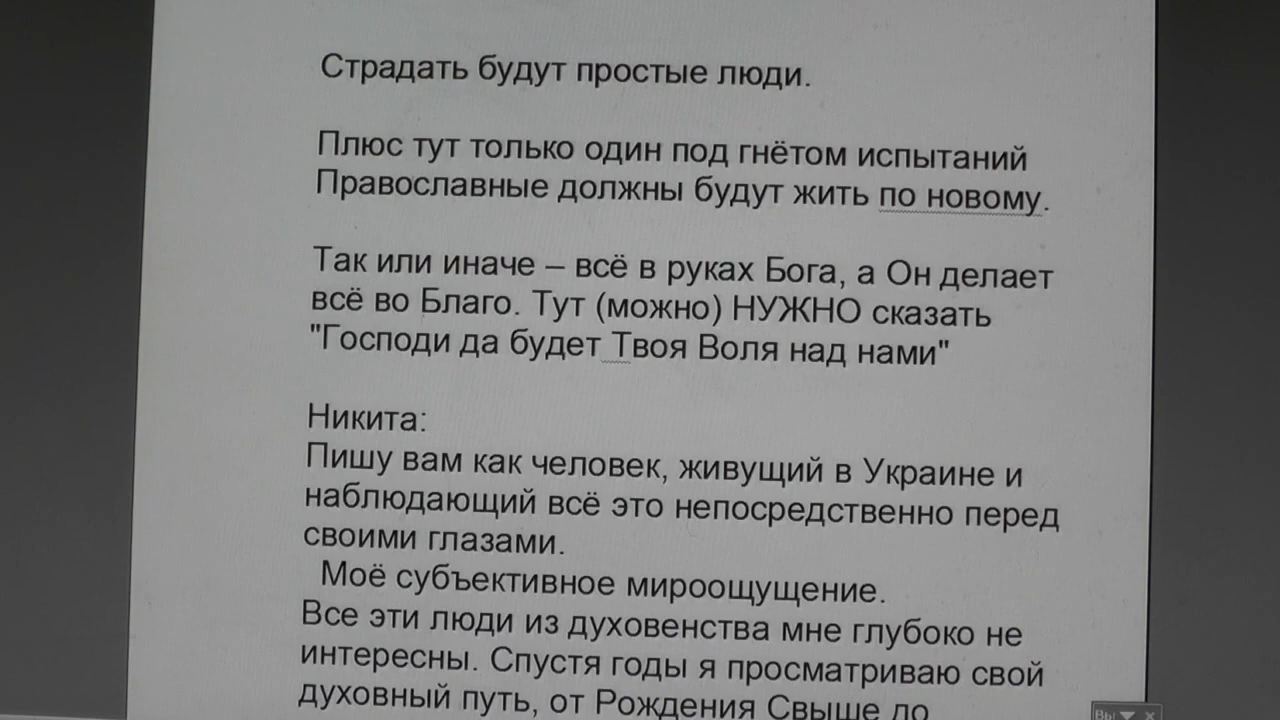 Страдать будут простые люди.
Плюс тут только один под гнётом испытаний
Православные должны будут жить по новому.
Так или иначе – всё в руках Бога, а Он делает
всё во Благо. Тут (можно) НУЖНО сказать
"Господи да будет Твоя Воля над нами"
Никита:
Пишу вам как человек, живущий в Украине и
наблюдающий всё это непосредственно перед
своими глазами.
Моё субъективное мироощущение.
Все эти люди из духовенства мне глубоко не
интересны. Спустя годы я просматриваю свой
духовный путь, от Рождения Свыше до